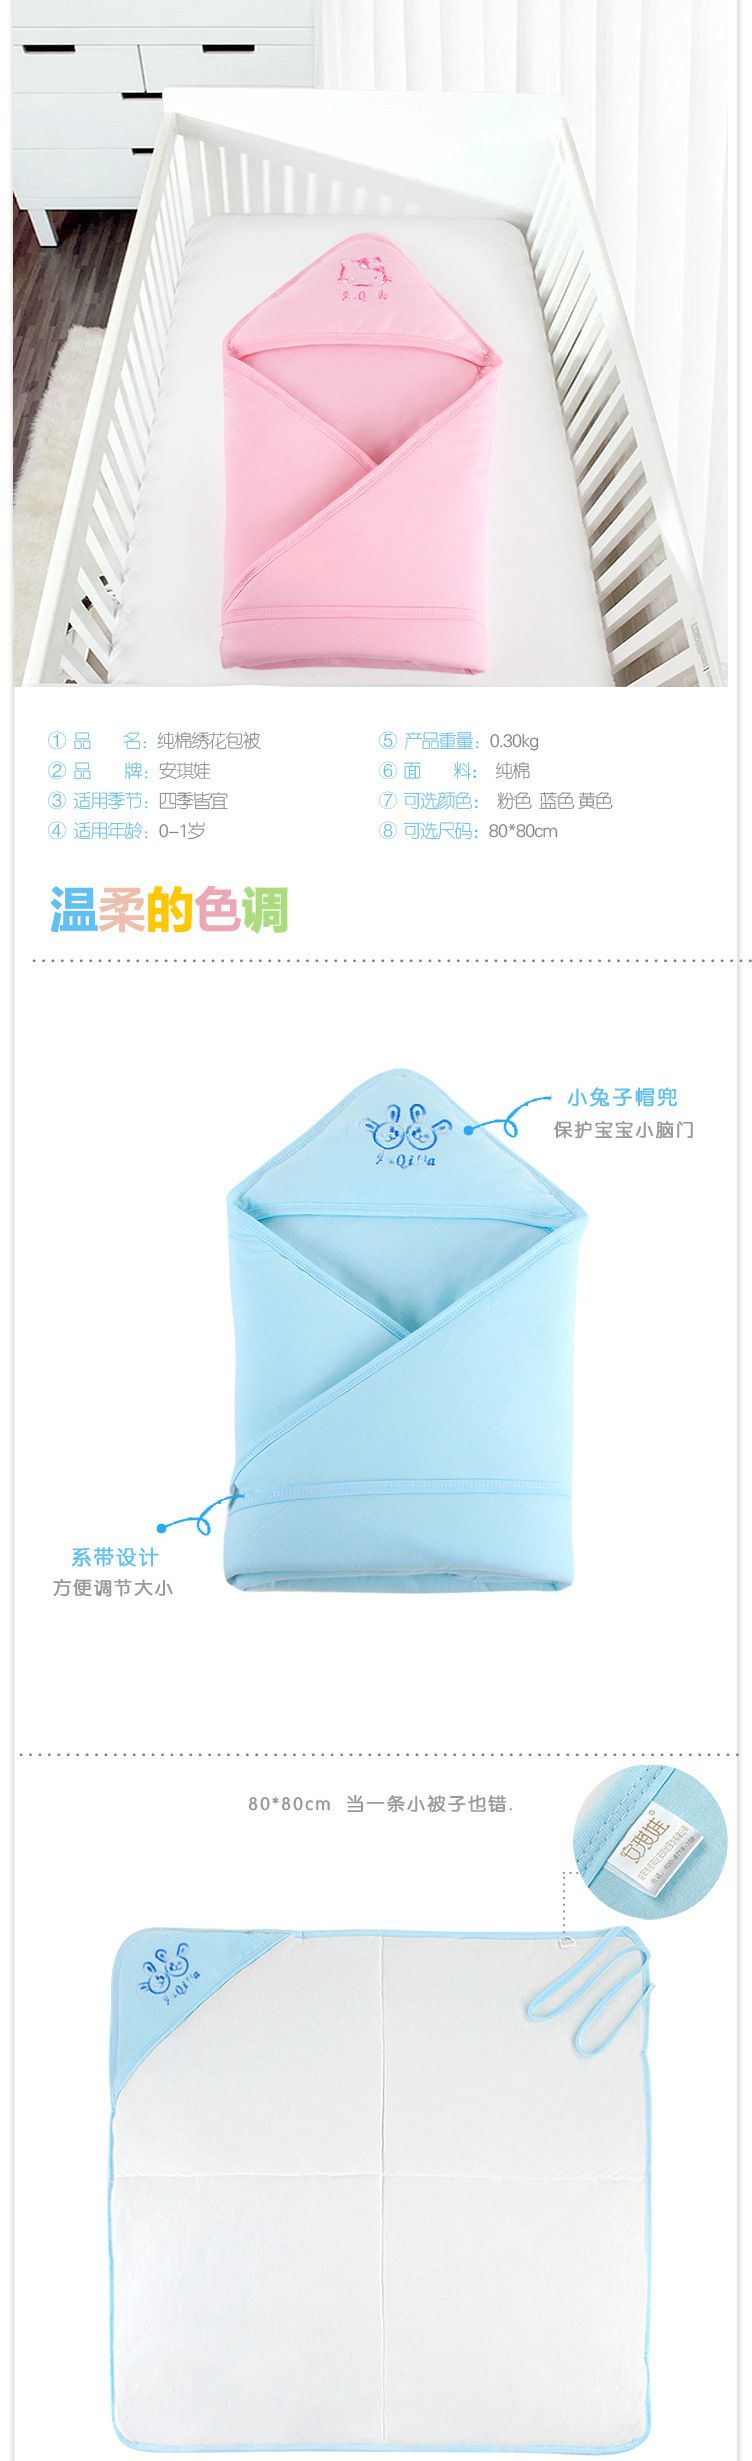 ① 品 名：纯棉绣花包被
② 品 牌：安琪娃
③ 适用季节：四季皆宜
④ 适用年龄：0-1岁
⑤ 产品重量：0.30kg
⑥ 面 料： 纯棉
⑦ 可选颜色： 粉色 蓝色 黄色
⑧ 可选尺码：80*80cm
温柔的色调
小兔子帽兜
保护宝宝小脑门
系带设计
方便调节大小
80*80cm 当一条小被子也错.
安琪娃®